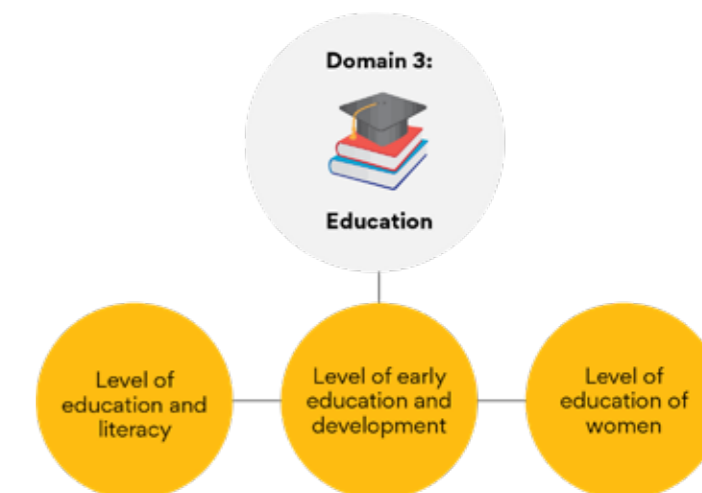 Domain 3:
Education
Level of
education and
literacy
Level of early
education and
development
Level of
education of
women